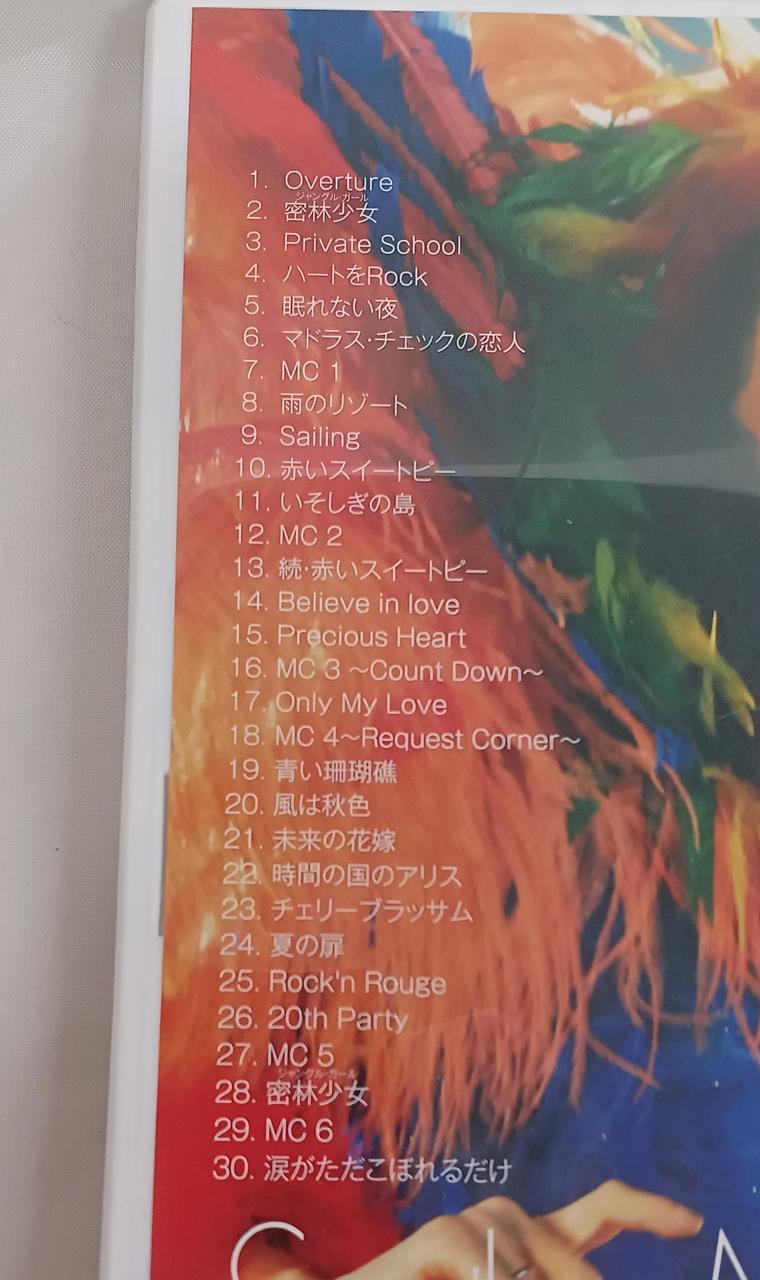 1. Overture
ジャングル・ガール
2. 密林少女
3. Private School
4. ハートをRock
5. 眠れない夜
6. マドラス・チェックの恋人
7. MC 1
8. 雨のリゾート
9. Sailing
10. 赤いスイートピー
11. いそしぎの島
12. MC 2
13. 続・赤いスイートピー
14. Believe in love
15. Precious Heart
16. MC 3 〜Count Down〜
17. Only My Love
18. MC 4〜Request Corner〜
19. 青い珊瑚礁
20. 風は秋色
21. 未来の花嫁
22. 時間の国のアリス
23. チェリーブラッサム
24. 夏の扉
25. Rock'n Rouge
26. 20th Party
27. MC 5
ジャングル・ガール
28. 密林少女
29. MC 6
30. 涙がただこぼれるだけ